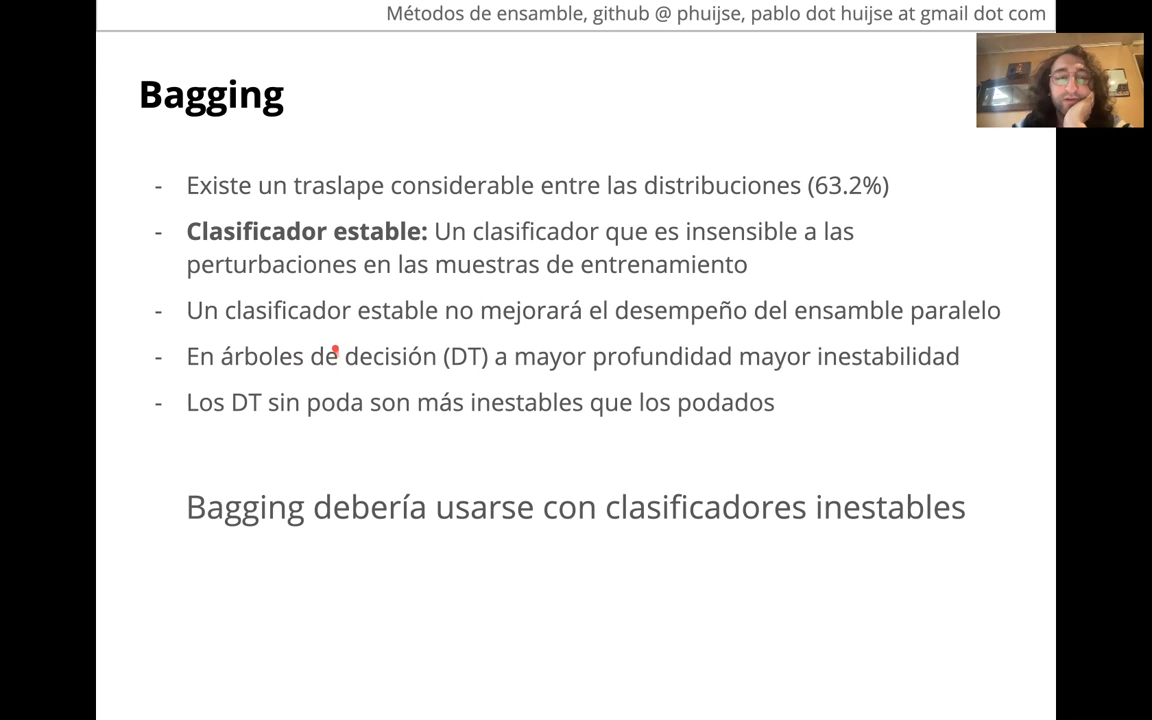 Métodos de ensamble, github @ phuijse, pablo dot huijse at gmail dot com
Bagging
- Existe un traslape considerable entre las distribuciones (63.2%)
- Clasificador estable: Un clasificador que es insensible a las
perturbaciones en las muestras de entrenamiento
- Un clasificador estable no mejorará el desempeño del ensamble paralelo
- En árboles de decisión (DT) a mayor profundidad mayor inestabilidad
- Los DT sin poda son más inestables que los podados
Bagging debería usarse con clasificadores inestables